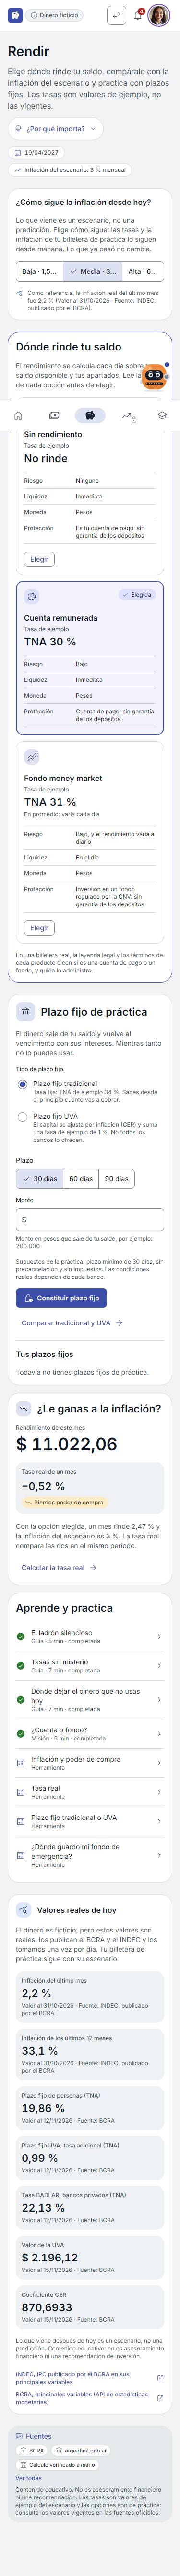 Dinero ficticio
4
Rendir
Elige dónde rinde tu saldo, compáralo con la
inflación del escenario y practica con plazos
fijos. Las tasas son valores de ejemplo, no
las vigentes.
¿Por qué importa?
19/04/2027
Inflación del escenario: 3 % mensual
¿Cómo sigue la inflación desde hoy?
Lo que viene es un escenario, no una
predicción. Elige cómo sigue: las tasas y la
inflación de tu billetera de práctica lo siguen
desde mañana. Lo que ya pasó no cambia.
Baja · 1,5...
Media · 3...
Alta · 6...
Como referencia, la inflación real del último mes
fue 2,2 % (Valor al 31/10/2026 · Fuente: INDEC,
publicado por el BCRA).
Dónde rinde tu saldo
El rendimiento se calcula cada día sobre tu
saldo disponible y tus apartados. Lee la
de cada opción antes de elegir.
Sin rendimiento
Tasa de ejemplo
No rinde
Riesgo Ninguno
Liquidez Inmediata
Moneda Pesos
Protección Es tu cuenta de pago: sin
garantía de los depósitos
Elegir
Elegida
Cuenta remunerada
Tasa de ejemplo
TNA 30 %
Riesgo Bajo
Liquidez Inmediata
Moneda Pesos
Protección Cuenta de pago: sin garantía
de los depósitos
Fondo money market
Tasa de ejemplo
TNA 31 %
En promedio: varía cada día
Riesgo Bajo, y el rendimiento varía a
diario
Liquidez En el día
Moneda Pesos
Protección Inversión en un fondo
regulado por la CNV: sin
garantía de los depósitos
Elegir
En una billetera real, la leyenda legal y los términos de
cada producto dicen si es una cuenta de pago o un
fondo, y quién lo administra.
Plazo fijo de práctica
El dinero sale de tu saldo y vuelve al
vencimiento con sus intereses. Mientras tanto
no lo puedes usar.
Tipo de plazo fijo
Plazo fijo tradicional
Tasa fija: TNA de ejemplo 34 %. Sabes desde
el principio cuánto vas a cobrar.
Plazo fijo UVA
El capital se ajusta por inflación (CER) y suma
una tasa de ejemplo de 1 %. No todos los
bancos lo ofrecen.
Plazo
30 días
60 días
90 días
Monto
$
Monto en pesos que sale de tu saldo, por ejemplo:
200.000
Supuestos de la práctica: plazo mínimo de 30 días, sin
precancelación y sin impuestos. Las condiciones
reales dependen de cada banco.
Constituir plazo fijo
Comparar tradicional y UVA
Tus plazos fijos
Todavía no tienes plazos fijos de práctica.
¿Le ganas a la inflación?
Rendimiento de este mes
$ 11.022,06
Tasa real de un mes
−0,52 %
Pierdes poder de compra
Con la opción elegida, un mes rinde 2,47 % y
la inflación del escenario es 3 %. La tasa real
compara las dos en el mismo período.
Calcular la tasa real
Aprende y practica
El ladrón silencioso
Guía · 5 min · completada
Tasas sin misterio
Guía · 7 min · completada
Dónde dejar el dinero que no usas
hoy
Guía · 7 min · completada
¿Cuenta o fondo?
Misión · 5 min · completada
Inflación y poder de compra
Herramienta
Tasa real
Herramienta
Plazo fijo tradicional o UVA
Herramienta
¿Dónde guardo mi fondo de
emergencia?
Herramienta
Valores reales de hoy
El dinero es ficticio, pero estos valores son
reales: los publican el BCRA y el INDEC y los
tomamos una vez por día. Tu billetera de
práctica sigue con su escenario.
Inflación del último mes
2,2 %
Valor al 31/10/2026 · Fuente: INDEC, publicado
por el BCRA
Inflación de los últimos 12 meses
33,1 %
Valor al 31/10/2026 · Fuente: INDEC, publicado
por el BCRA
Plazo fijo de personas (TNA)
19,86 %
Valor al 12/11/2026 · Fuente: BCRA
Plazo fijo UVA, tasa adicional (TNA)
0,99 %
Valor al 12/11/2026 · Fuente: BCRA
Tasa BADLAR, bancos privados (TNA)
22,13 %
Valor al 12/11/2026 · Fuente: BCRA
Valor de la UVA
$ 2.196,12
Valor al 15/11/2026 · Fuente: BCRA
Coeficiente CER
870,6933
Valor al 15/11/2026 · Fuente: BCRA
Lo que viene después de hoy es un escenario, no una
predicción. Contenido educativo: no es asesoramiento
financiero ni una recomendación de inversión.
INDEC, IPC publicado por el BCRA en sus
principales variables
BCRA, principales variables (API de estadísticas
monetarias)
Fuentes
BCRA
argentina.gob.ar
Cálculo verificado a mano
Ver todas
Contenido educativo. No es asesoramiento financiero
ni una recomendación. Las tasas son valores de
ejemplo del escenario y las opciones son de práctica:
consulta los valores vigentes en las fuentes oficiales.